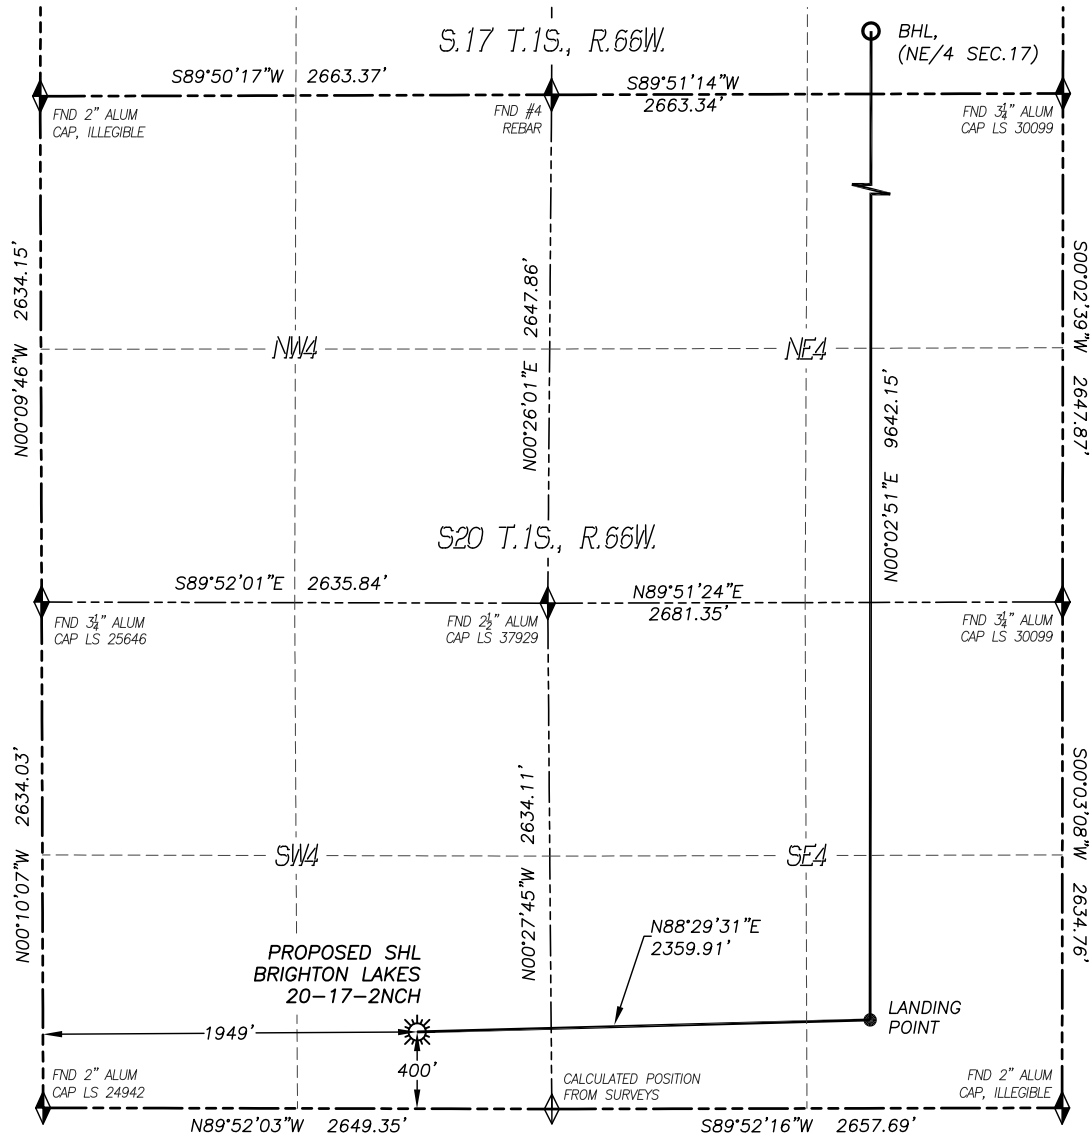 S.17 T.1S., R.66W.
BHL,
(NE/4 SEC.17)
S89°50'17"W 2663.37'
S89°51'14"W
2663.34'
FND 2" ALUM
CAP, ILLEGIBLE
FND #4
REBAR
FND 3¼" ALUM
CAP LS 30099
N00°09'46"W 2634.15'
N00°26'01"E 2647.86'
S00°02'39"W 2647.87'
NW4
NE4
N00°02'51"E 9642.15'
S20 T.1S., R.66W.
S89°52'01"E 2635.84'
N89°51'24"E
2681.35'
FND 3¼" ALUM
CAP LS 25646
FND 2½" ALUM
CAP LS 37929
FND 3¼" ALUM
CAP LS 30099
N00°10'07"W 2634.03'
N00°27'45"W 2634.11'
S00°03'08"W 2634.76'
SW4
SE4
N88°29'31"E
2359.91'
PROPOSED SHL
BRIGHTON LAKES
20-17-2NCH
LANDING
POINT
1949'
400'
FND 2" ALUM
CAP LS 24942
CALCULATED POSITION
FROM SURVEYS
FND 2" ALUM
CAP, ILLEGIBLE
N89°52'03"W 2649.35'
S89°52'16"W 2657.69'